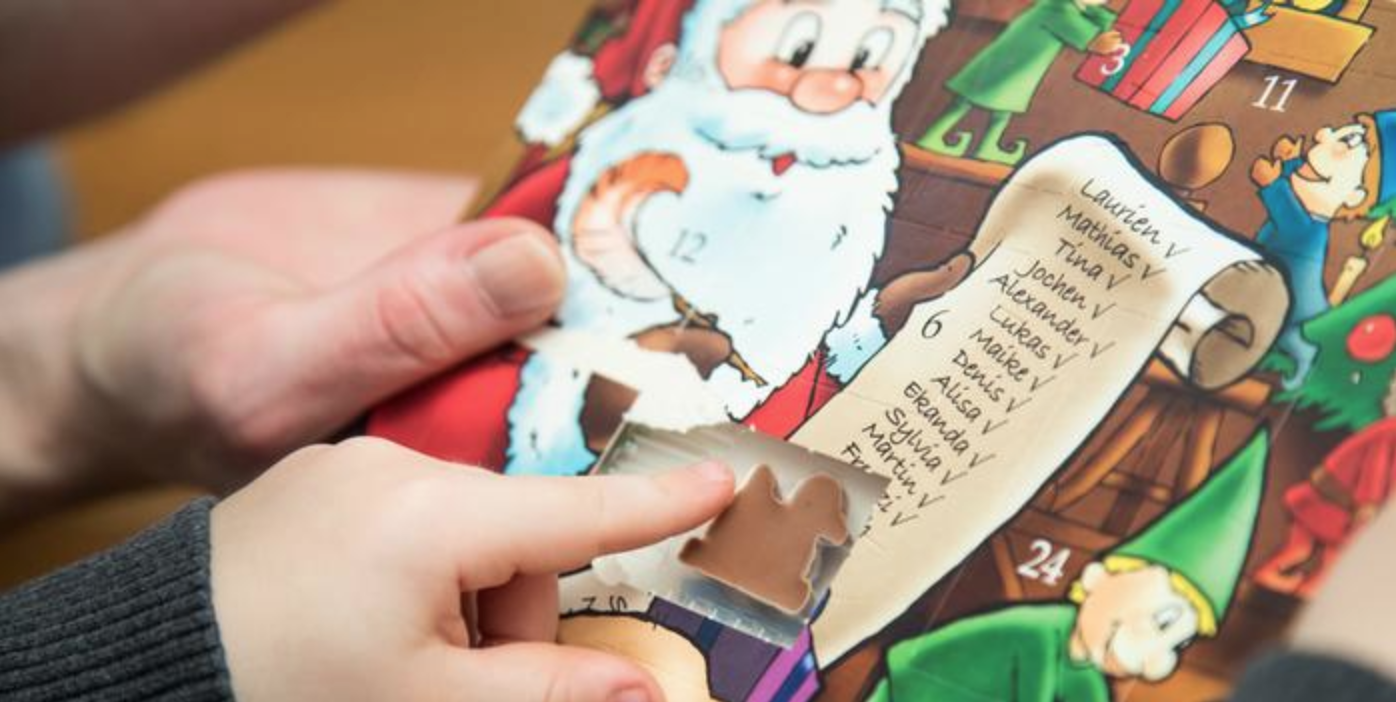 3
11
12
Laurien ✓
Mathias ✓
Tina ✓
Jochen ✓
Alexander ✓
6
Lukas ✓
Maike ✓
Denis ✓
Alisa ✓
Ekanda ✓
Sylvia ✓
Martin ✓
24